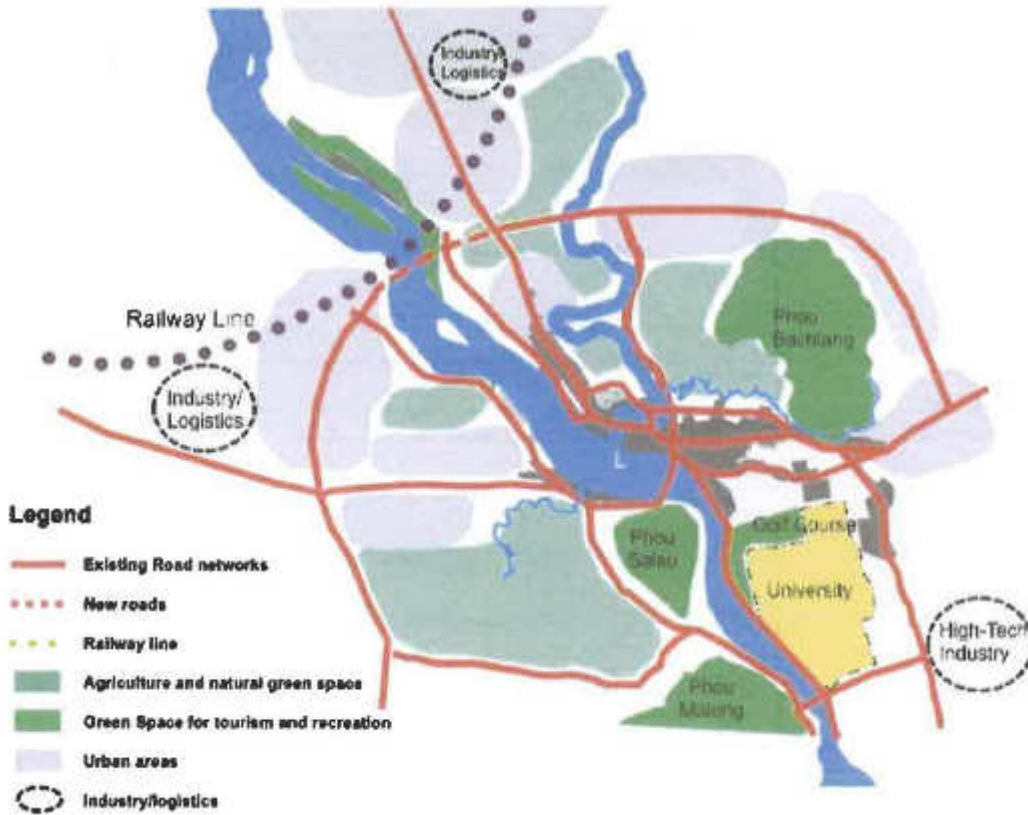 Industry/
Logistics
Railway Line
Industry/
Logistics
Phou
Bachiang
L
Golf Course
Phou
Salau
University
High-Tech
Industry
Phou
Malong
Legend
Existing Road networks
New roads
Railway line
Agriculture and natural green space
Green Space for tourism and recreation
Urban areas
Industry/logistics